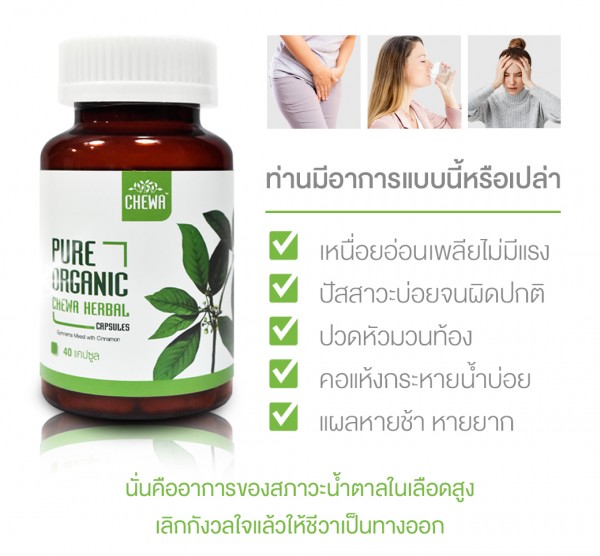 CHEWA
PURE
ORGANIC
CHEWA HERBAL
CAPSULES
Gymnema Mixed with Cinnamon
40 แคปซูล
ท่านมีอาการแบบนี้หรือเปล่า
เหนื่อยอ่อนเพลียไม่มีแรง
ปัสสาวะบ่อยจนผิดปกติ
ปวดหัวมวนท้อง
คอแห้งกระหายน้ำบ่อย
แผลหายช้า หายยาก
นั่นคืออาการของสภาวะน้ำตาลในเลือดสูง
เลิกกังวลใจแล้วให้ชีวาเป็นทางออก